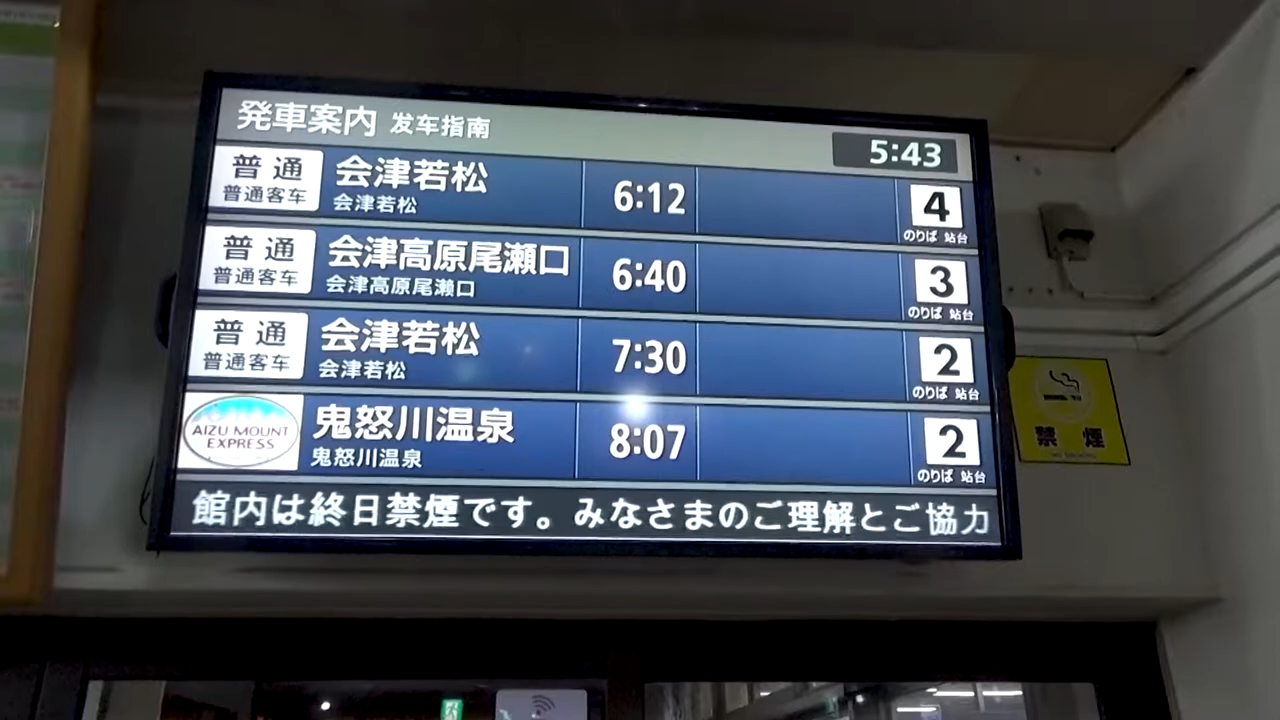 発車案内 发车指南 5:43
普通 会津若松 6:12 4
普通客车 会津若松 のりば 站台
普通 会津高原尾瀬口 6:40 3
普通客车 会津高原尾瀬口 のりば 站台
普通 会津若松 7:30 2
普通客车 会津若松 のりば 站台
AIZU MOUNT EXPRESS 鬼怒川温泉 8:07 2
鬼怒川温泉 のりば 站台
館内は終日禁煙です。みなさまのご理解とご協力
禁煙